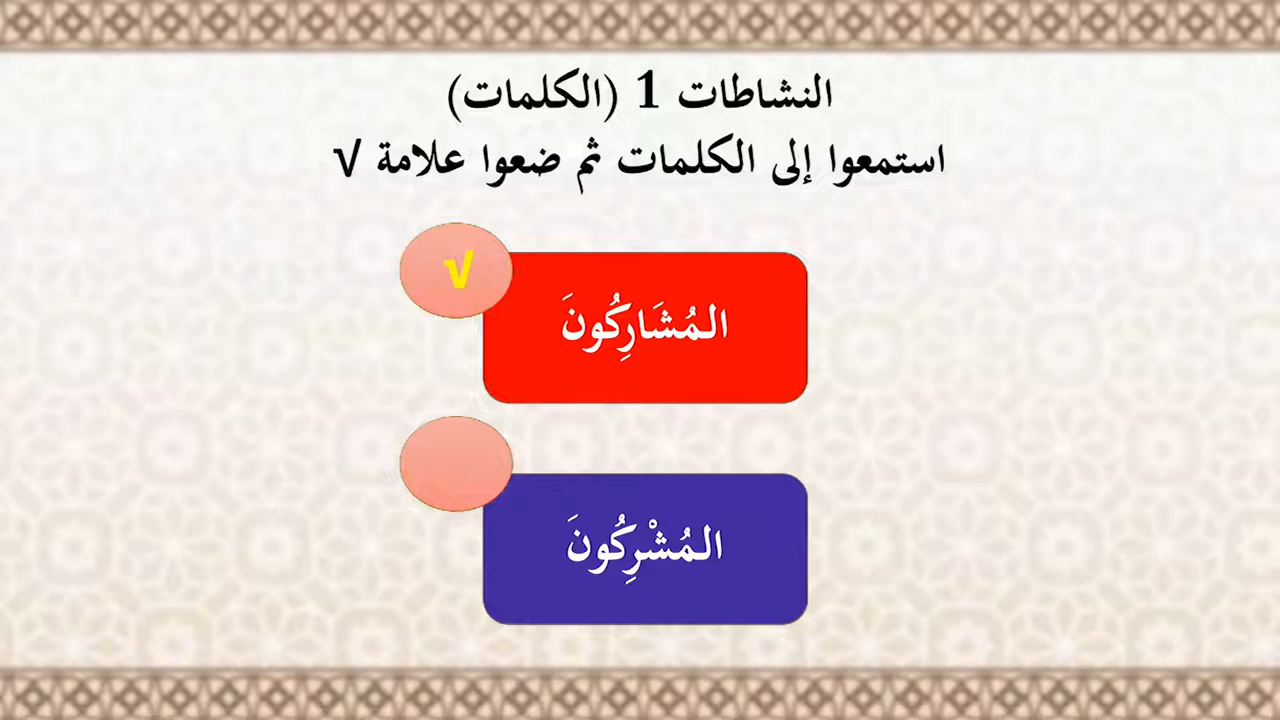 النشاطات 1 (الكلمات)
استمعوا إلى الكلمات ثم ضعوا علامة √
√
المُشَارِكُونَ
المُشْرِكُونَ